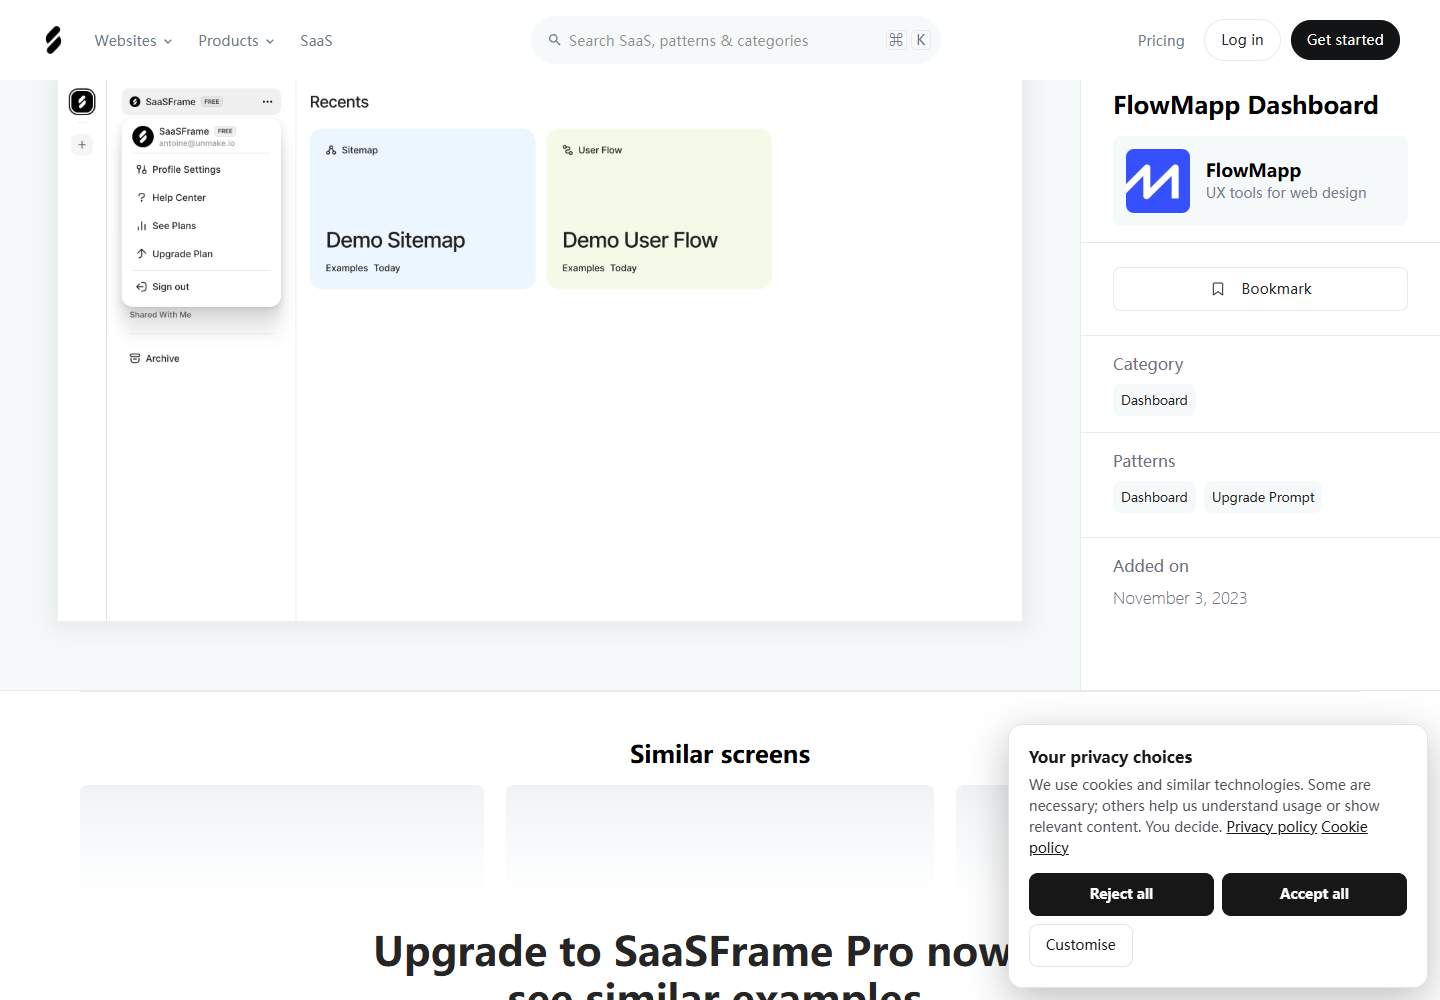 Websites
Products
SaaS
Search SaaS, patterns & categories
⌘ K
Pricing
Log in
Get started
SaaSFrame FREE
SaaSFrame FREE
antoine@unmake.io
Profile Settings
Help Center
See Plans
Upgrade Plan
Sign out
Shared With Me
Archive
Recents
Sitemap
Demo Sitemap
Examples Today
User Flow
Demo User Flow
Examples Today
FlowMapp Dashboard
FlowMapp
UX tools for web design
Bookmark
Category
Dashboard
Patterns
Dashboard
Upgrade Prompt
Added on
November 3, 2023
Similar screens
Upgrade to SaaSFrame Pro now
see similar examples
Your privacy choices
We use cookies and similar technologies. Some are
necessary; others help us understand usage or show
relevant content. You decide. Privacy policy Cookie
policy
Reject all
Accept all
Customise